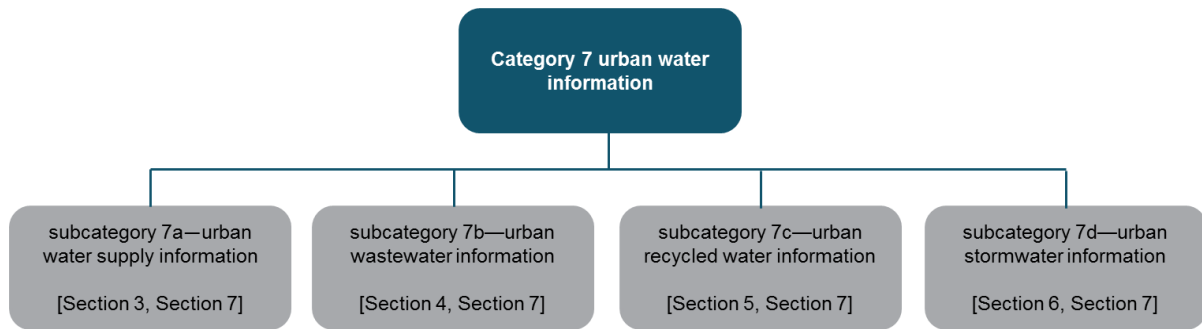 Category 7 urban water
information
subcategory 7a—urban
water supply information
[Section 3, Section 7]
subcategory 7b—urban
wastewater information
[Section 4, Section 7]
subcategory 7c—urban
recycled water information
[Section 5, Section 7]
subcategory 7d—urban
stormwater information
[Section 6, Section 7]